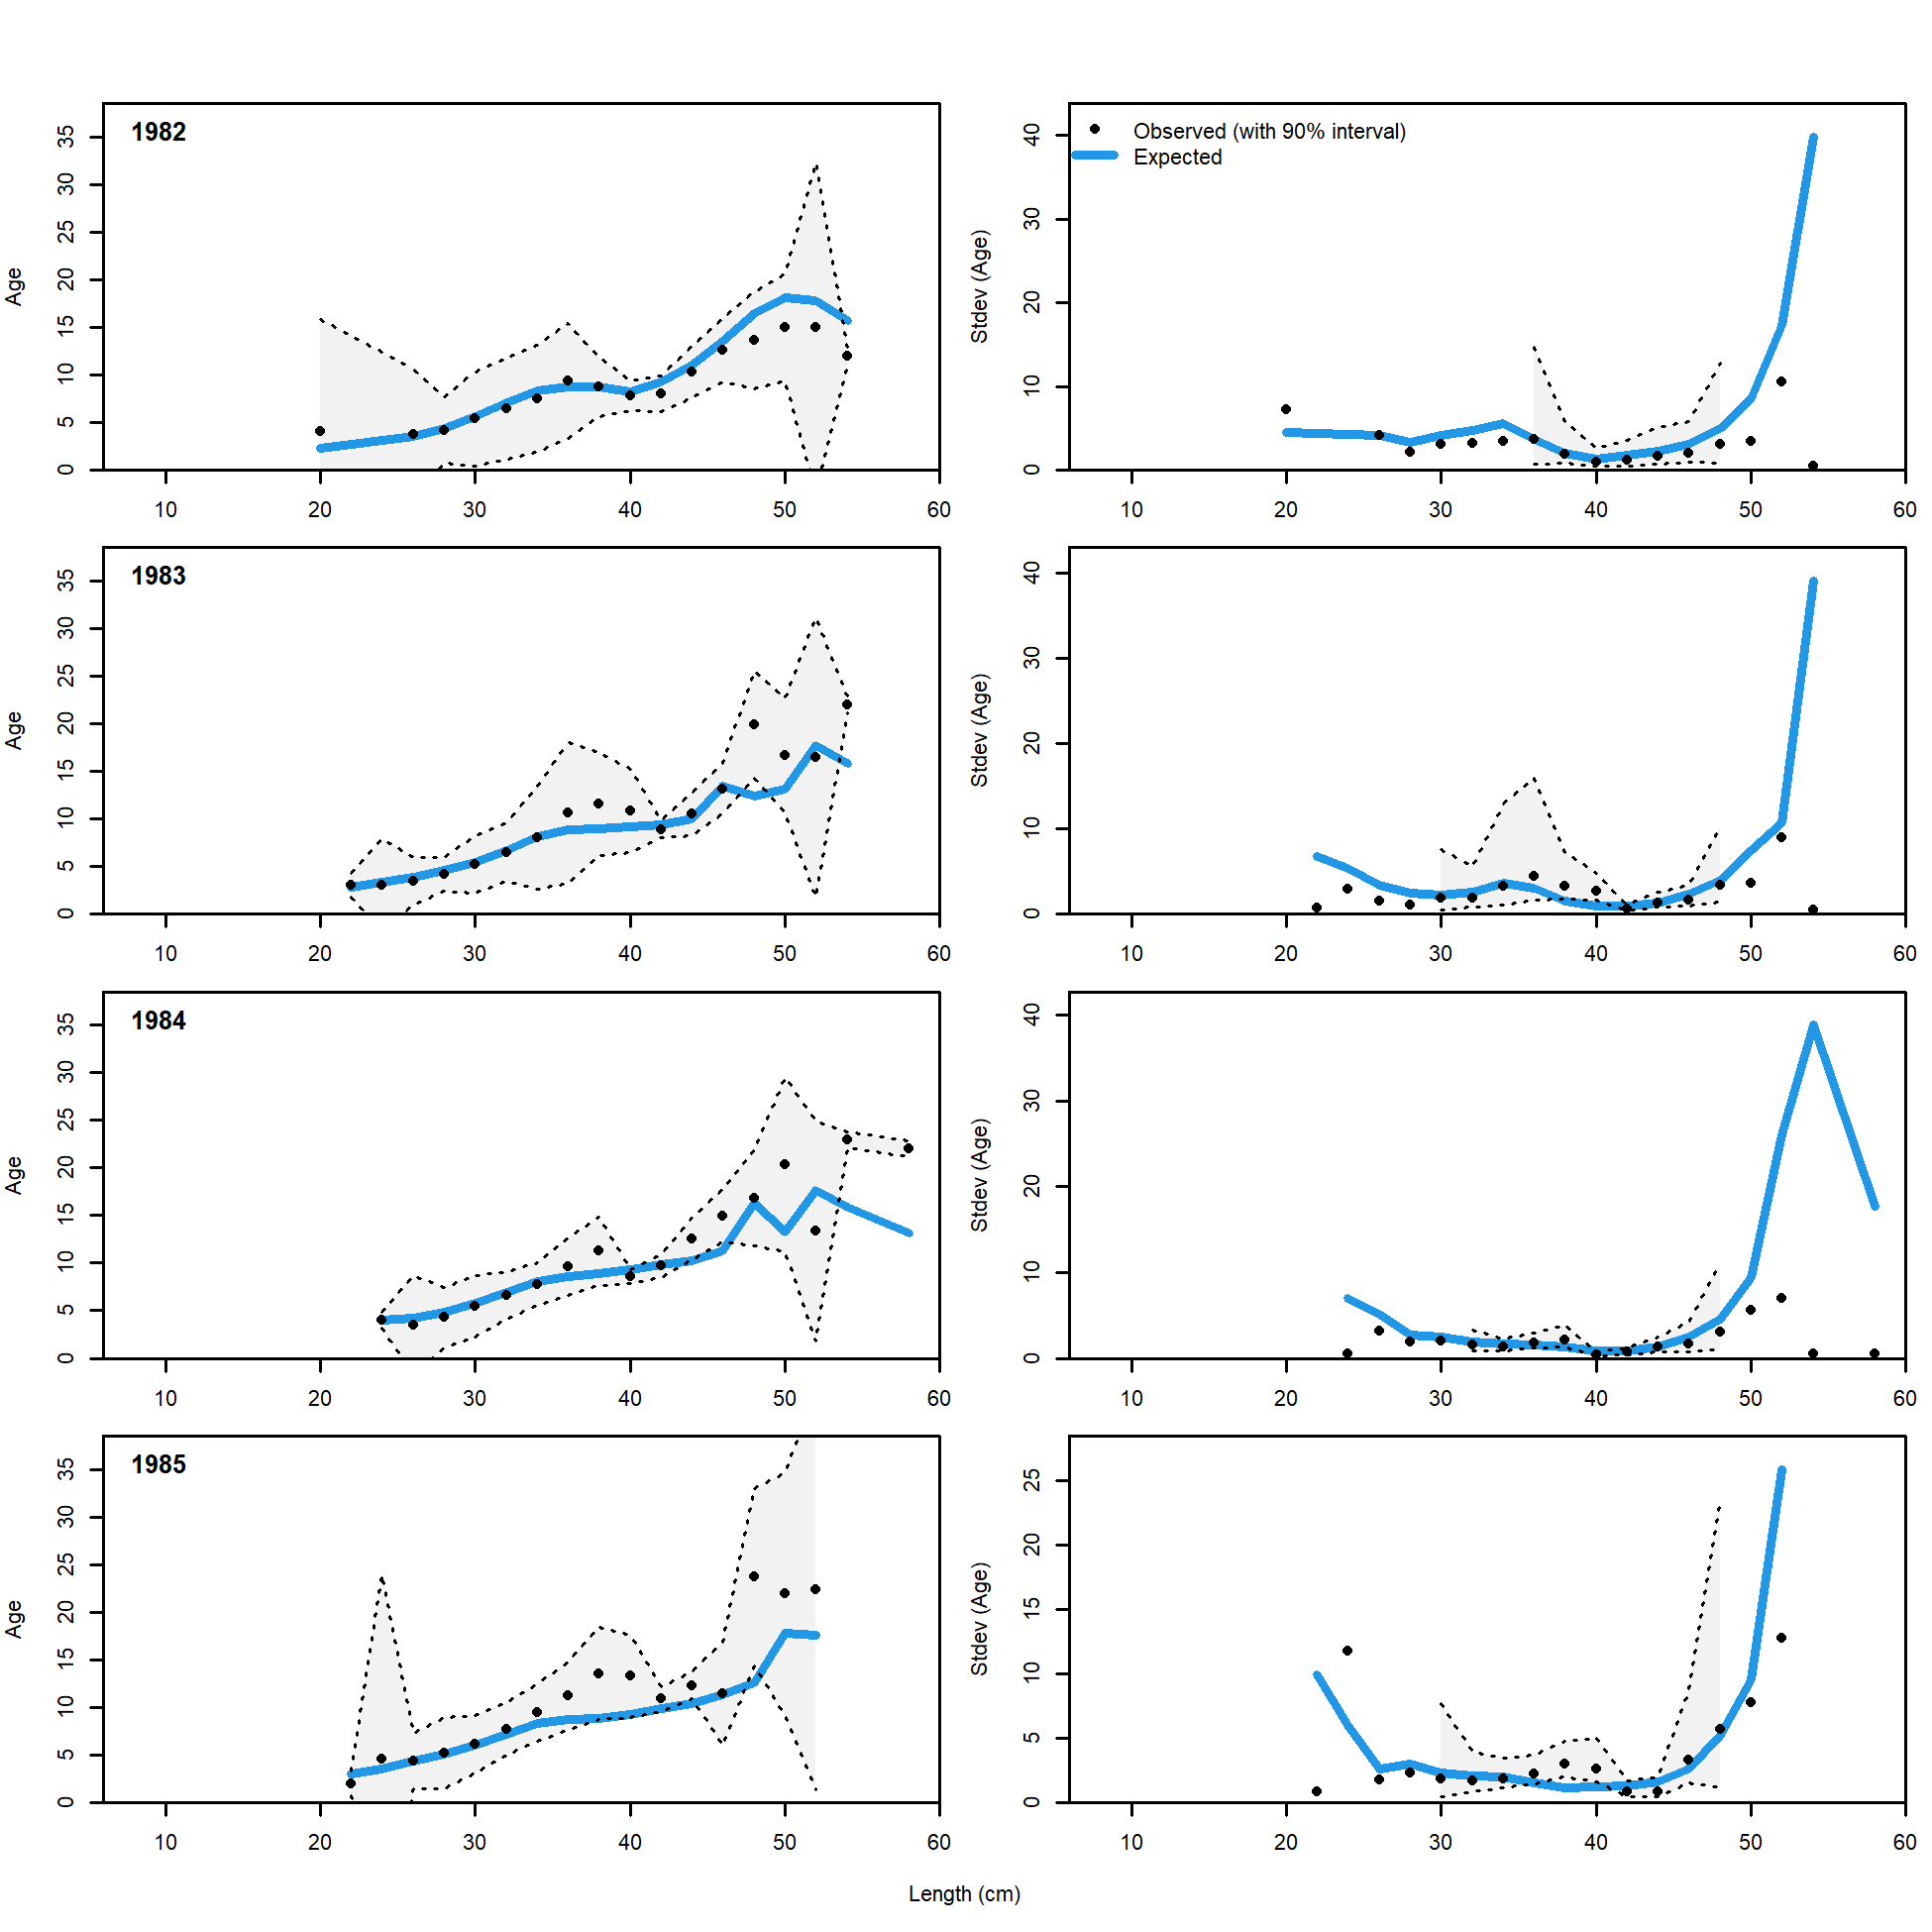 1982
Age
0 5 10 15 20 25 30 35
10 20 30 40 50 60
Observed (with 90% interval)
Expected
Stdev (Age)
0 10 20 30 40
10 20 30 40 50 60
1983
Age
0 5 10 15 20 25 30 35
10 20 30 40 50 60
Stdev (Age)
0 10 20 30 40
10 20 30 40 50 60
1984
Age
0 5 10 15 20 25 30 35
10 20 30 40 50 60
Stdev (Age)
0 10 20 30 40
10 20 30 40 50 60
1985
Age
0 5 10 15 20 25 30 35
10 20 30 40 50 60
Stdev (Age)
0 5 10 15 20 25
10 20 30 40 50 60
Length (cm)